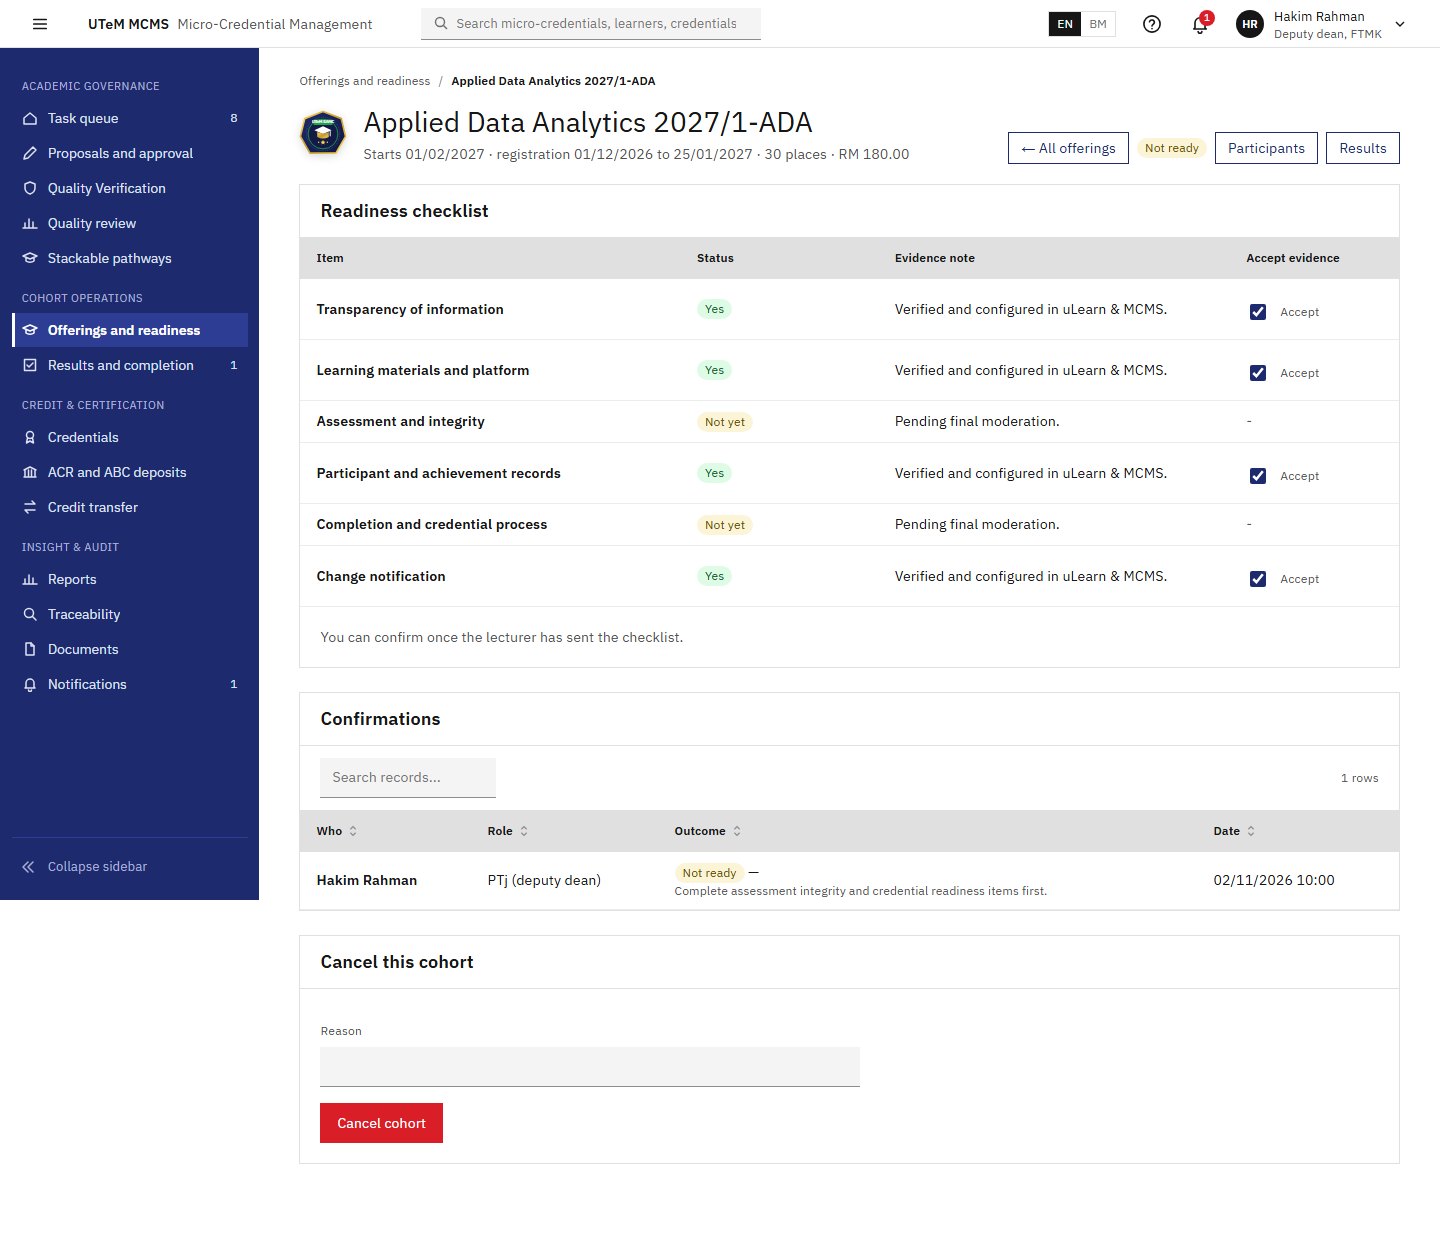 UTeM MCMS Micro-Credential Management
Search micro-credentials, learners, credentials
EN BM
1
HR
Hakim Rahman
Deputy dean, FTMK
ACADEMIC GOVERNANCE
Task queue 8
Proposals and approval
Quality Verification
Quality review
Stackable pathways
COHORT OPERATIONS
Offerings and readiness
Results and completion 1
CREDIT & CERTIFICATION
Credentials
ACR and ABC deposits
Credit transfer
INSIGHT & AUDIT
Reports
Traceability
Documents
Notifications 1
Collapse sidebar
Offerings and readiness / Applied Data Analytics 2027/1-ADA
Applied Data Analytics 2027/1-ADA
Starts 01/02/2027 · registration 01/12/2026 to 25/01/2027 · 30 places · RM 180.00
← All offerings Not ready Participants Results
Readiness checklist
Item Status Evidence note Accept evidence
Transparency of information Yes Verified and configured in uLearn & MCMS. Accept
Learning materials and platform Yes Verified and configured in uLearn & MCMS. Accept
Assessment and integrity Not yet Pending final moderation. -
Participant and achievement records Yes Verified and configured in uLearn & MCMS. Accept
Completion and credential process Not yet Pending final moderation. -
Change notification Yes Verified and configured in uLearn & MCMS. Accept
You can confirm once the lecturer has sent the checklist.
Confirmations
Search records... 1 rows
Who Role Outcome Date
Hakim Rahman PTj (deputy dean) Not ready — 02/11/2026 10:00
Complete assessment integrity and credential readiness items first.
Cancel this cohort
Reason
Cancel cohort